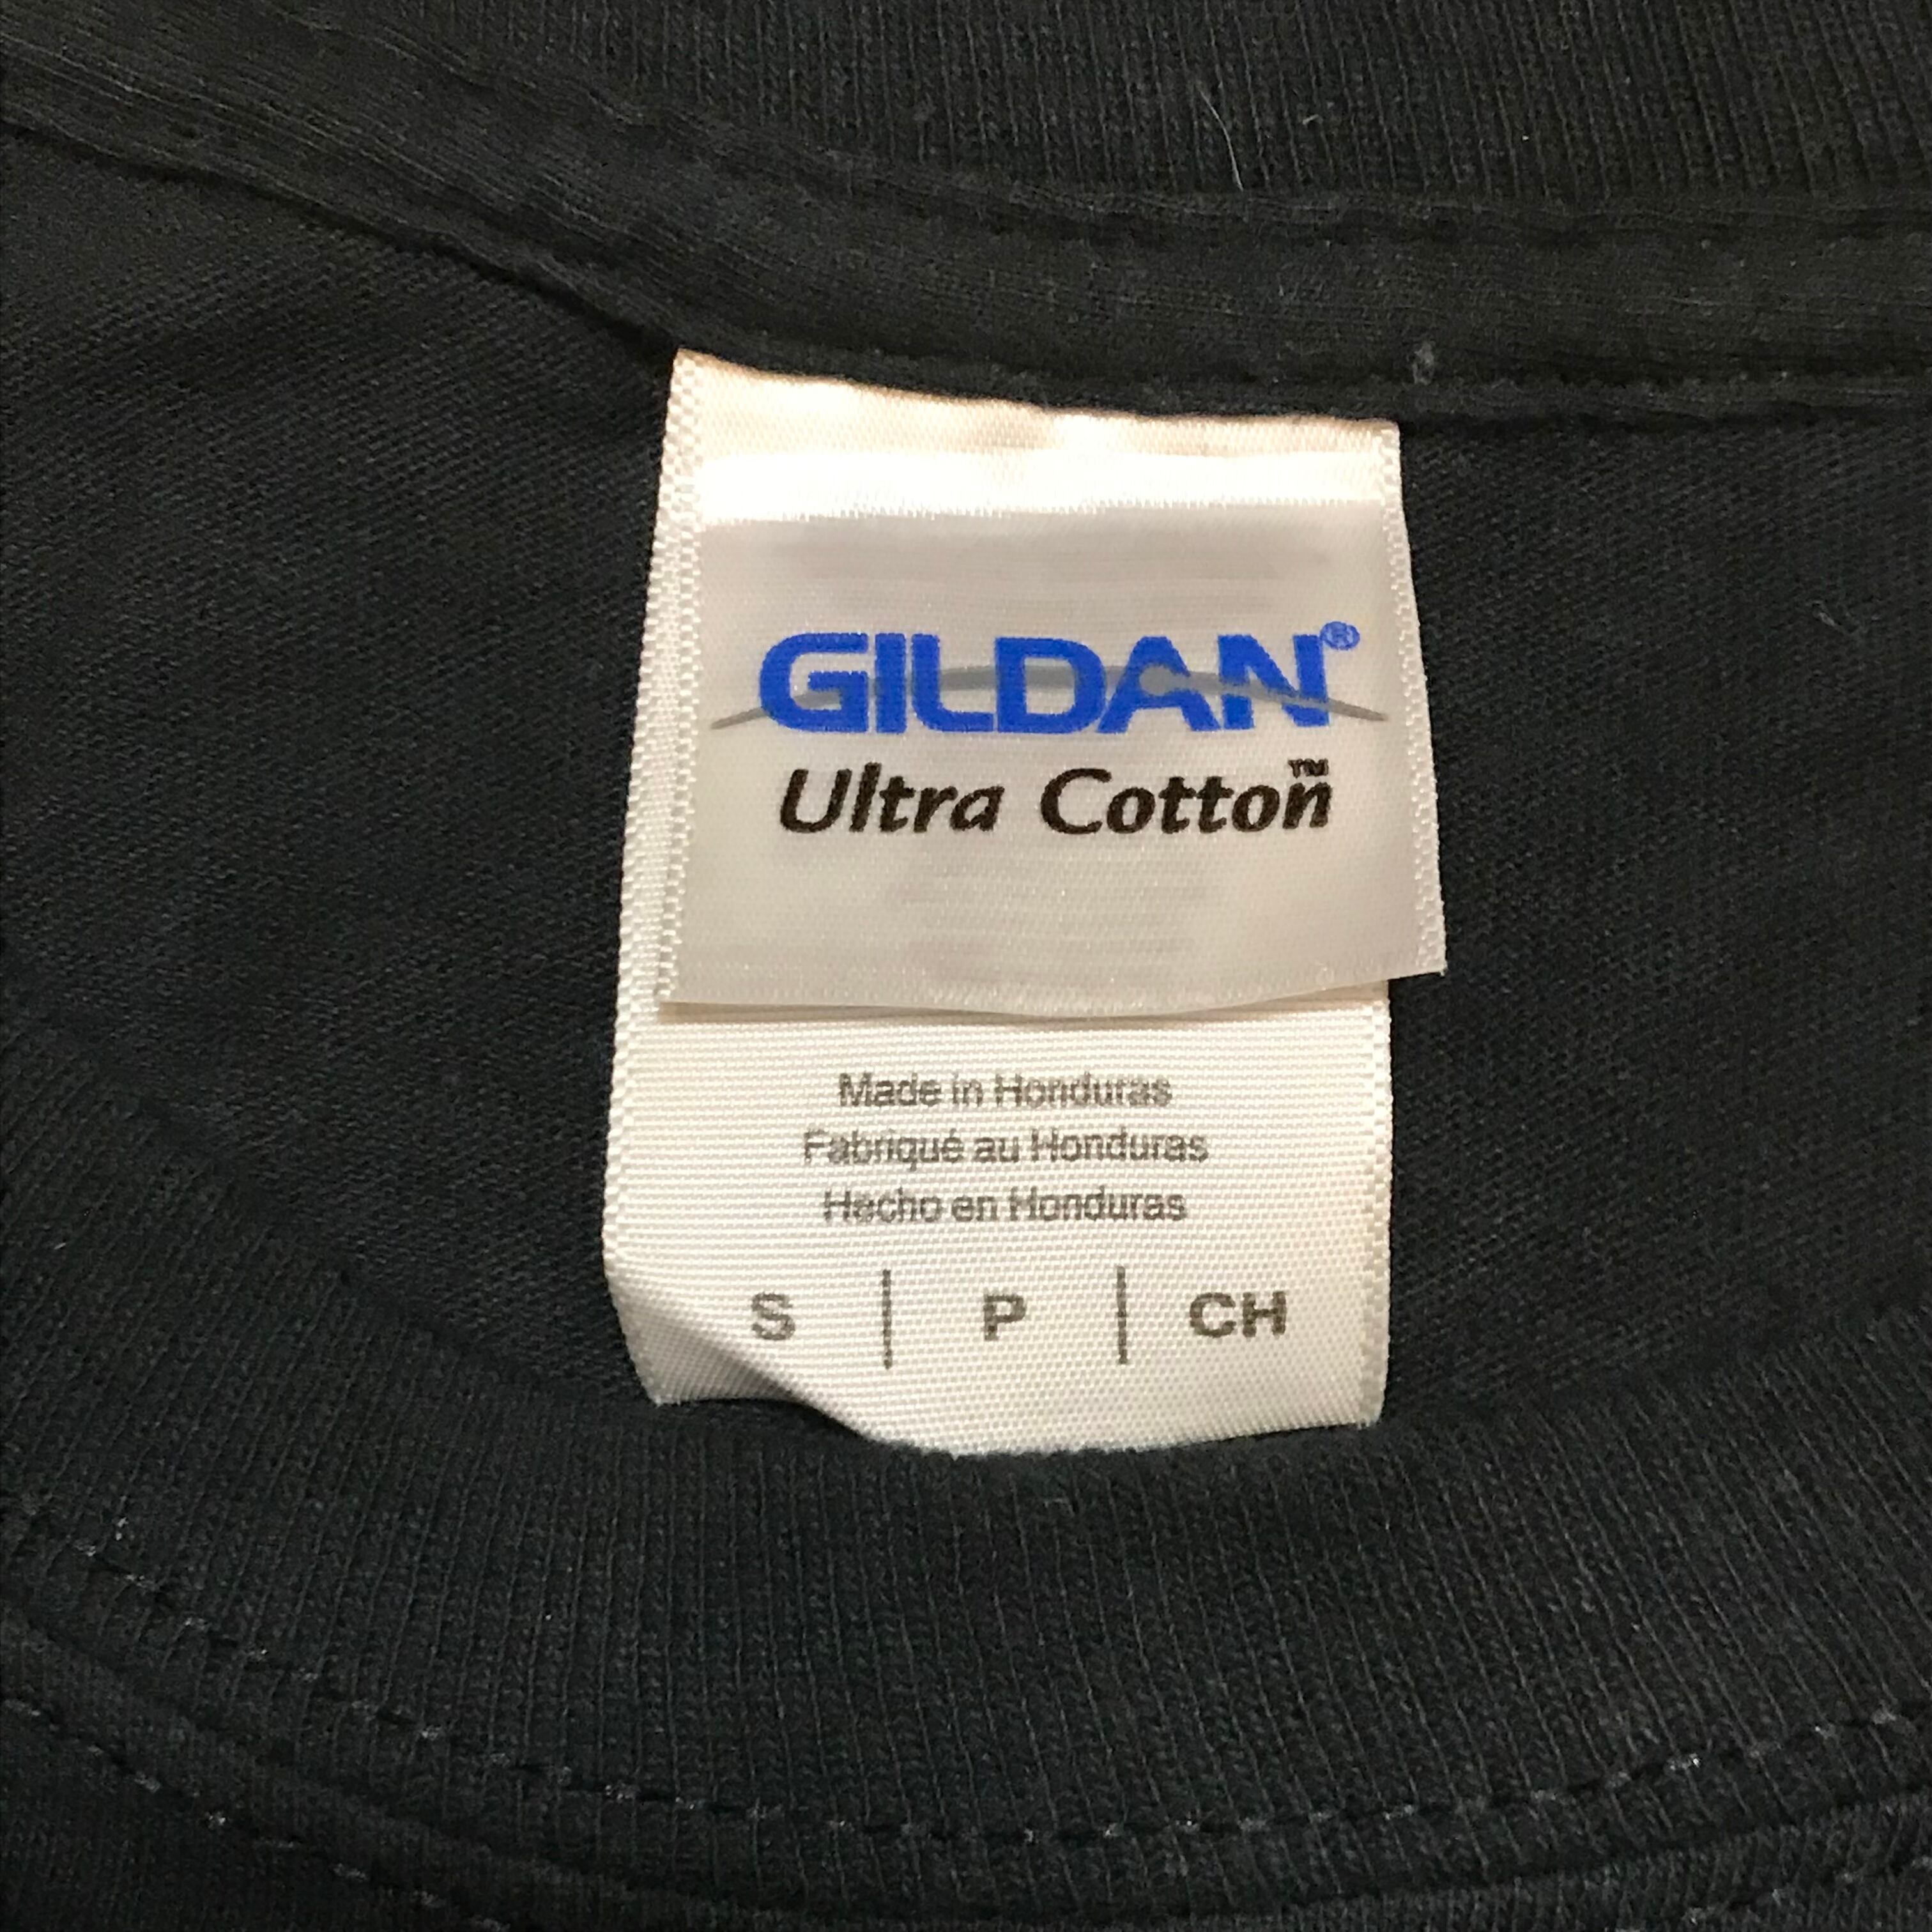 GILDAN®
Ultra Cotton™
Made in Honduras
Fabriqué au Honduras
Hecho en Honduras
S | P | CH